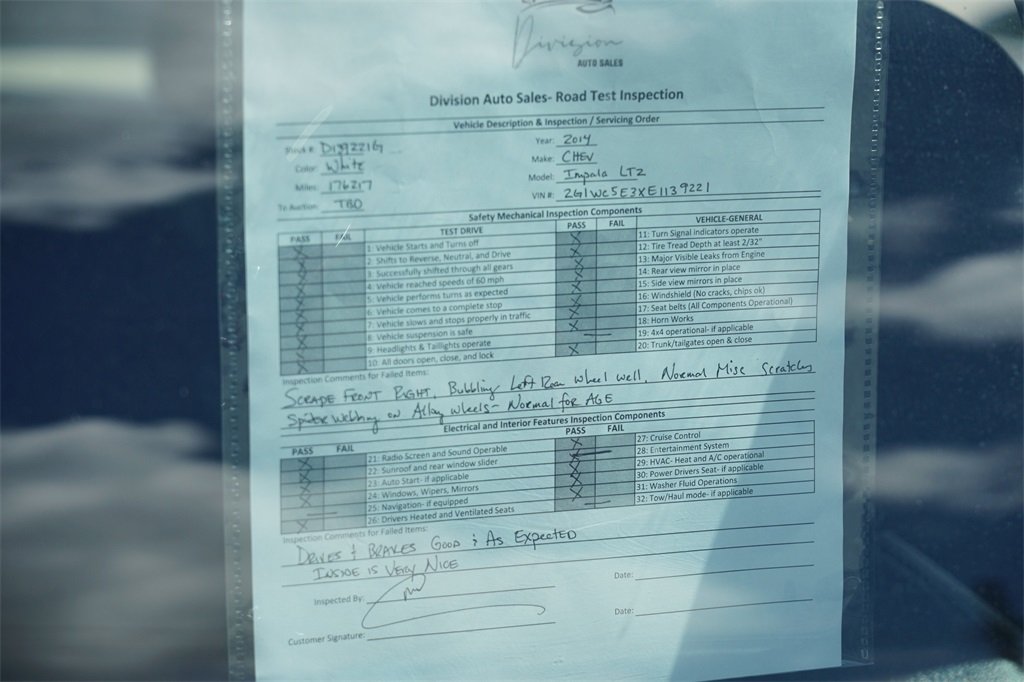 Division
AUTO SALES
Division Auto Sales- Road Test Inspection
Vehicle Description & Inspection / Servicing Order
Stock #: D139221G
Year: 2014
Color: White
Make: CHEV
Miles: 176217
Model: Impala LTZ
To Auction: TBD
VIN #: 2G1WC5E3XE1139221
Safety Mechanical Inspection Components
PASS FAIL TEST DRIVE PASS FAIL VEHICLE-GENERAL
X 1: Vehicle Starts and Turns off
X 2: Shifts to Reverse, Neutral, and Drive
X 3: Successfully shifted through all gears
X 4: Vehicle reached speeds of 60 mph
X 5: Vehicle performs turns as expected
X 6: Vehicle comes to a complete stop
X 7: Vehicle slows and stops properly in traffic
X 8: Vehicle suspension is safe
X 9: Headlights & Taillights operate
X 10: All doors open, close, and lock
X 11: Turn Signal indicators operate
X 12: Tire Tread Depth at least 2/32"
X 13: Major Visible Leaks from Engine
X 14: Rear view mirror in place
X 15: Side view mirrors in place
X 16: Windshield (No cracks, chips ok)
X 17: Seat belts (All Components Operational)
X 18: Horn Works
19: 4x4 operational- if applicable
X 20: Trunk/tailgates open & close
Inspection Comments for Failed Items:
SCRAPE FRONT RIGHT. Bubbling Left Rear Wheel well. Normal Misc Scratches
Spider Webbing on Alloy Wheels - Normal for AGE
Electrical and Interior Features Inspection Components
PASS FAIL PASS FAIL
X 21: Radio Screen and Sound Operable
X 22: Sunroof and rear window slider
X 23: Auto Start- if applicable
X 24: Windows, Wipers, Mirrors
25: Navigation- if equipped
X 26: Drivers Heated and Ventilated Seats
X 27: Cruise Control
28: Entertainment System
X 29: HVAC- Heat and A/C operational
X 30: Power Drivers Seat- if applicable
X 31: Washer Fluid Operations
32: Tow/Haul mode- if applicable
Inspection Comments for Failed Items:
DRIVES & BRAKES GOOD & AS EXPECTED
INSIDE IS VERY NICE
Inspected By:
Date:
Customer Signature:
Date: